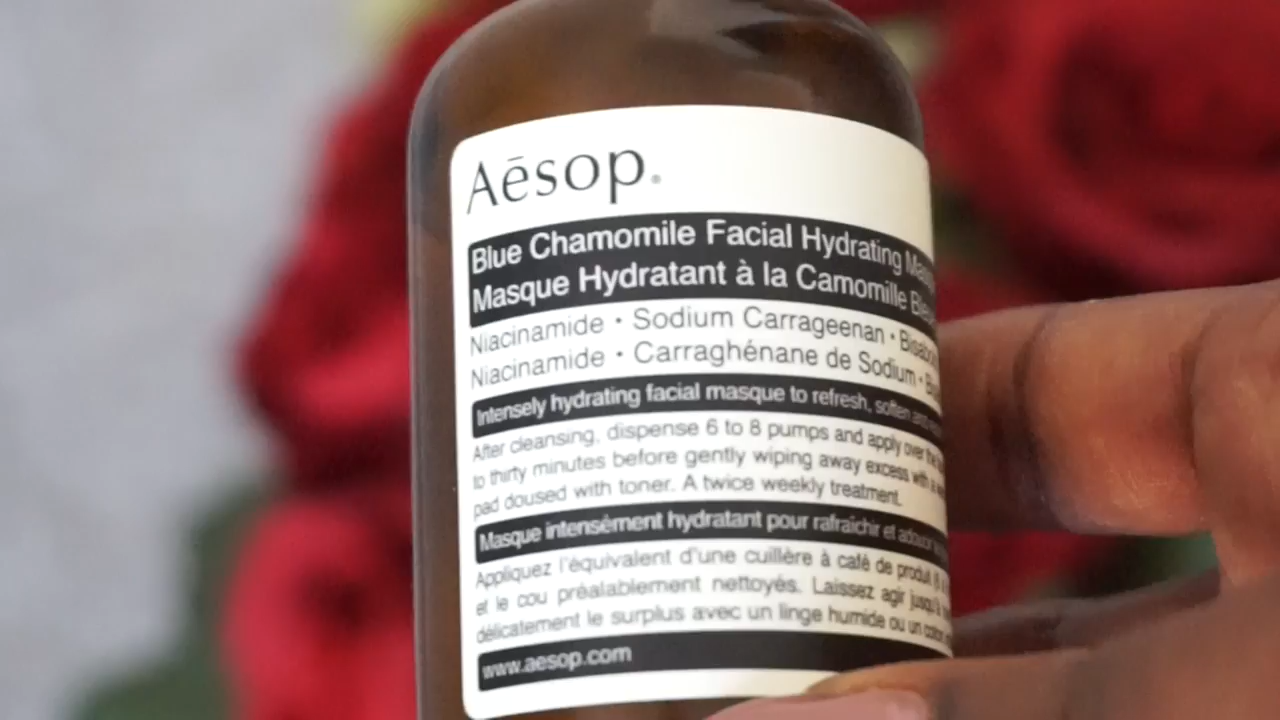 Aēsop.
Blue Chamomile Facial Hydrating
Masque Hydratant à la Camomille
Niacinamide · Sodium Carrageenan ·
Niacinamide · Carraghénane de Sodium ·
Intensely hydrating facial masque to refresh, soften and
After cleansing, dispense 6 to 8 pumps and apply over the
to thirty minutes before gently wiping away excess with a
pad doused with toner. A twice weekly treatment.
Masque intensément hydratant pour rafraîchir et adoucir
Appliquez l'équivalent d'une cuillère à café de produit
et le cou préalablement nettoyés. Laissez agir jusqu'à
délicatement le surplus avec un linge humide ou un coton
www.aesop.com